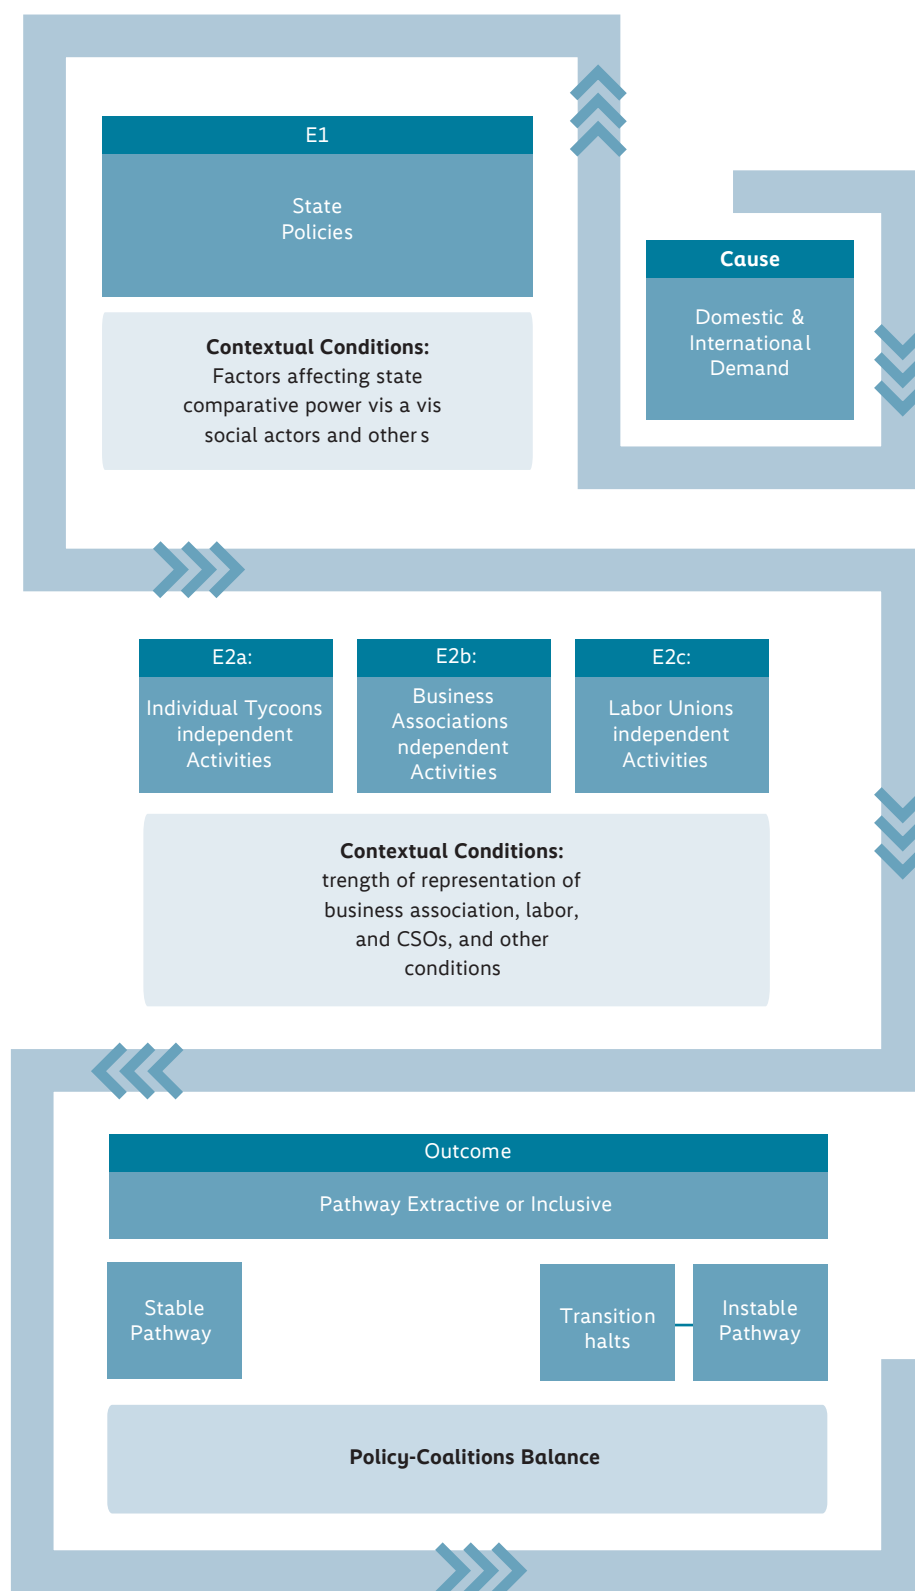 E1
State
Policies
Contextual Conditions:
Factors affecting state
comparative power vis a vis
social actors and others
Cause
Domestic &
International
Demand
E2a:
Individual Tycoons
independent
Activities
E2b:
Business
Associations
ndependent
Activities
E2c:
Labor Unions
independent
Activities
Contextual Conditions:
trength of representation of
business association, labor,
and CSOs, and other
conditions
Outcome
Pathway Extractive or Inclusive
Stable
Pathway
Transition
halts
Instable
Pathway
Policy-Coalitions Balance